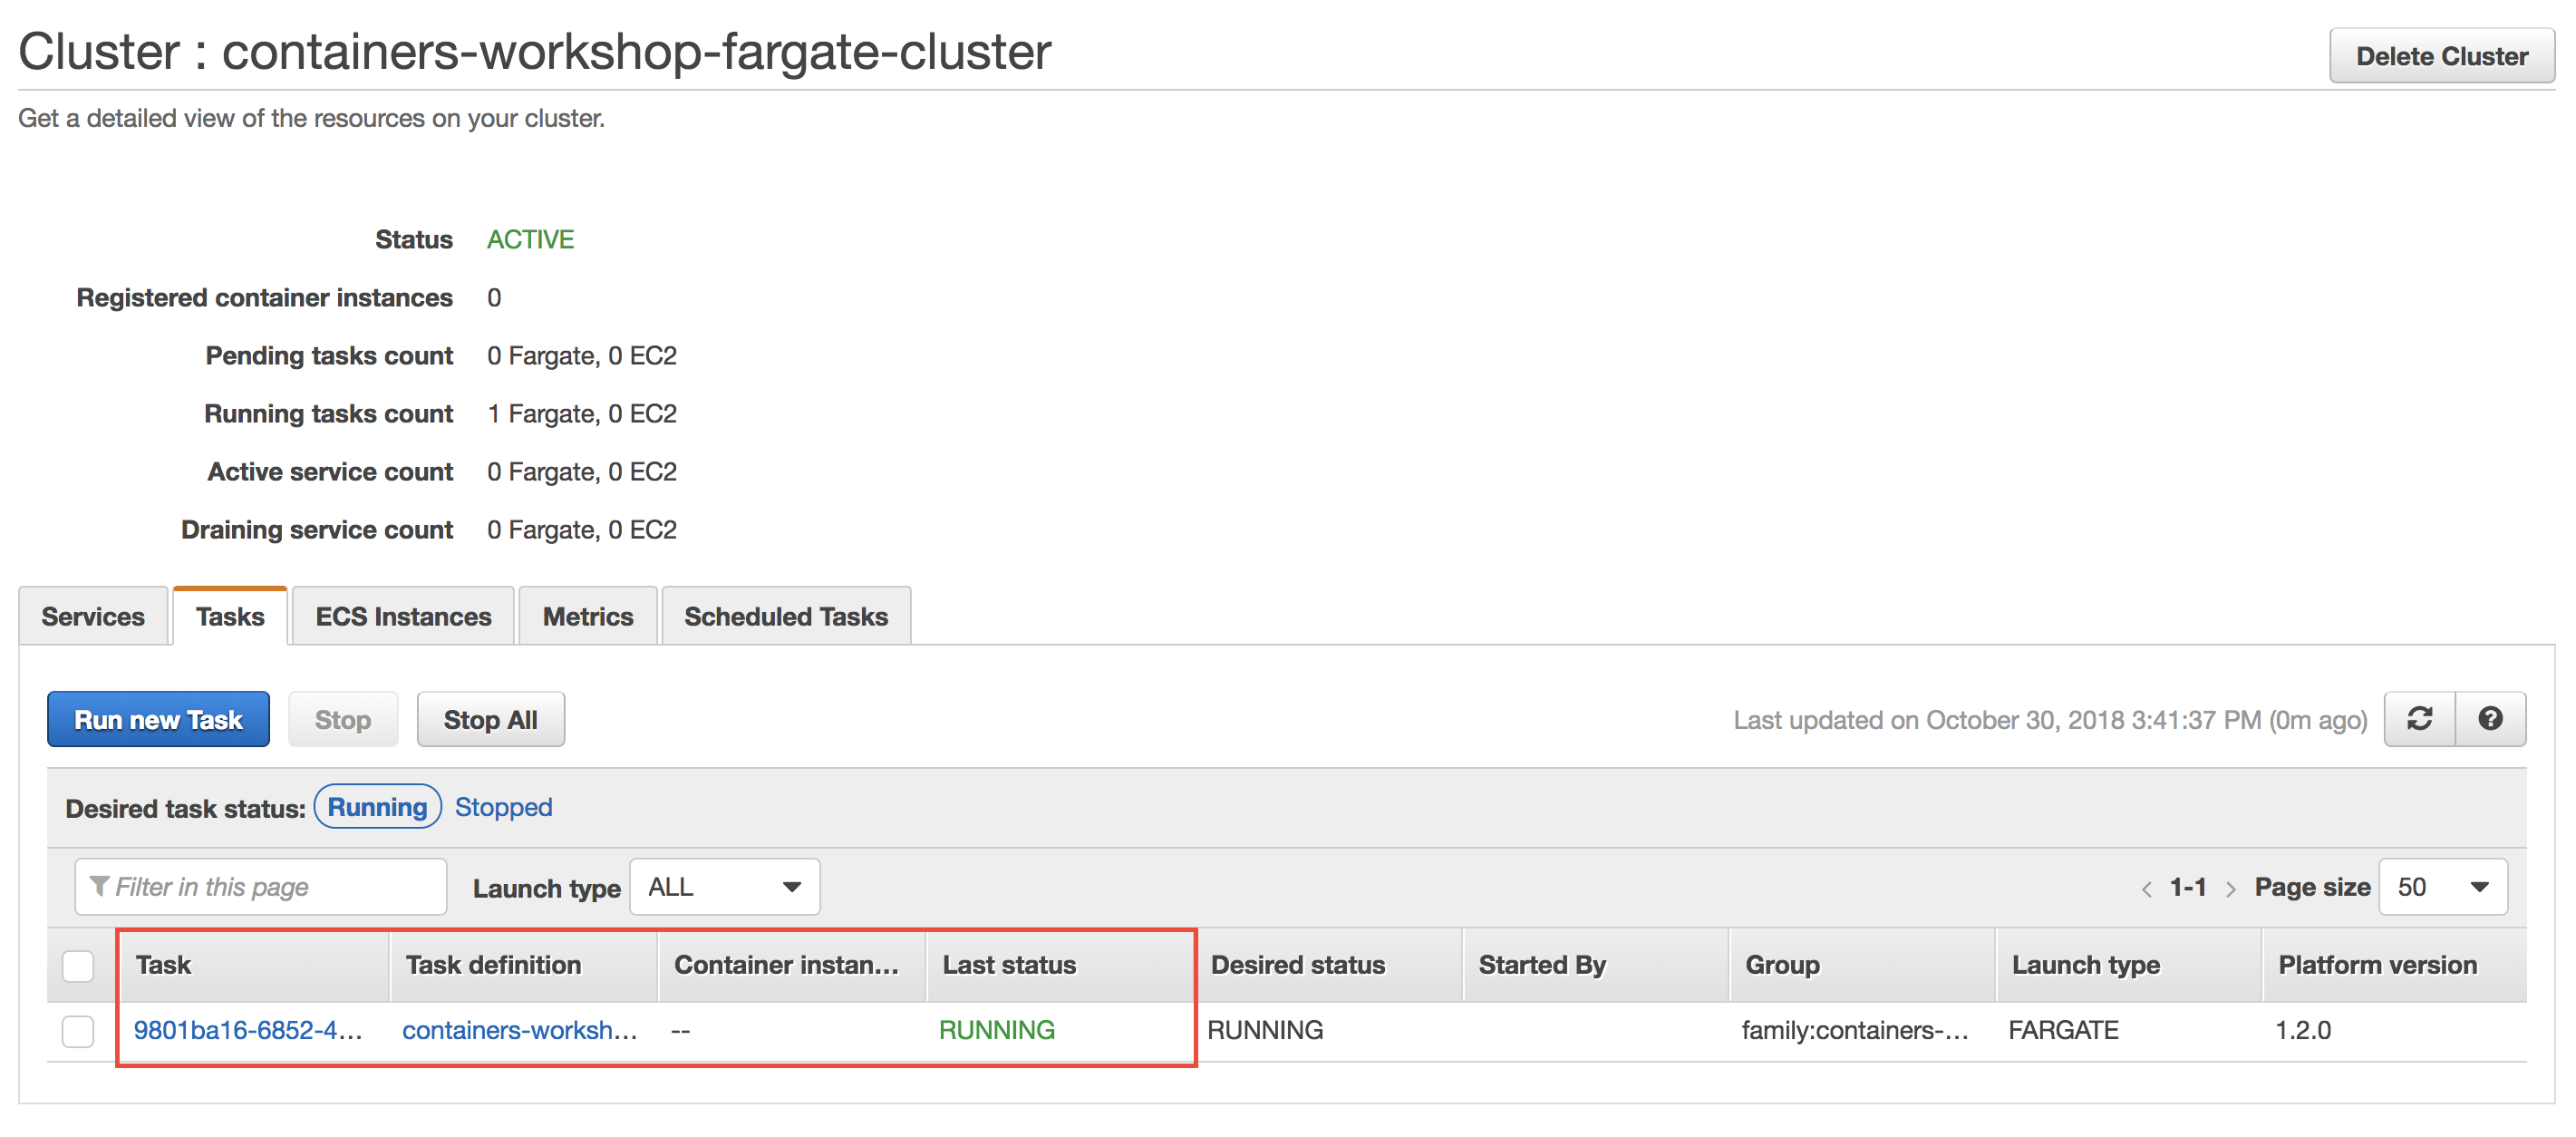 Cluster : containers-workshop-fargate-cluster
Delete Cluster
Get a detailed view of the resources on your cluster.
Status ACTIVE
Registered container instances 0
Pending tasks count 0 Fargate, 0 EC2
Running tasks count 1 Fargate, 0 EC2
Active service count 0 Fargate, 0 EC2
Draining service count 0 Fargate, 0 EC2
Services Tasks ECS Instances Metrics Scheduled Tasks
Run new Task Stop Stop All Last updated on October 30, 2018 3:41:37 PM (0m ago)
Desired task status: Running Stopped
Filter in this page Launch type ALL < 1-1 > Page size 50
Task Task definition Container instan... Last status Desired status Started By Group Launch type Platform version
9801ba16-6852-4... containers-worksh... -- RUNNING RUNNING family:containers-... FARGATE 1.2.0